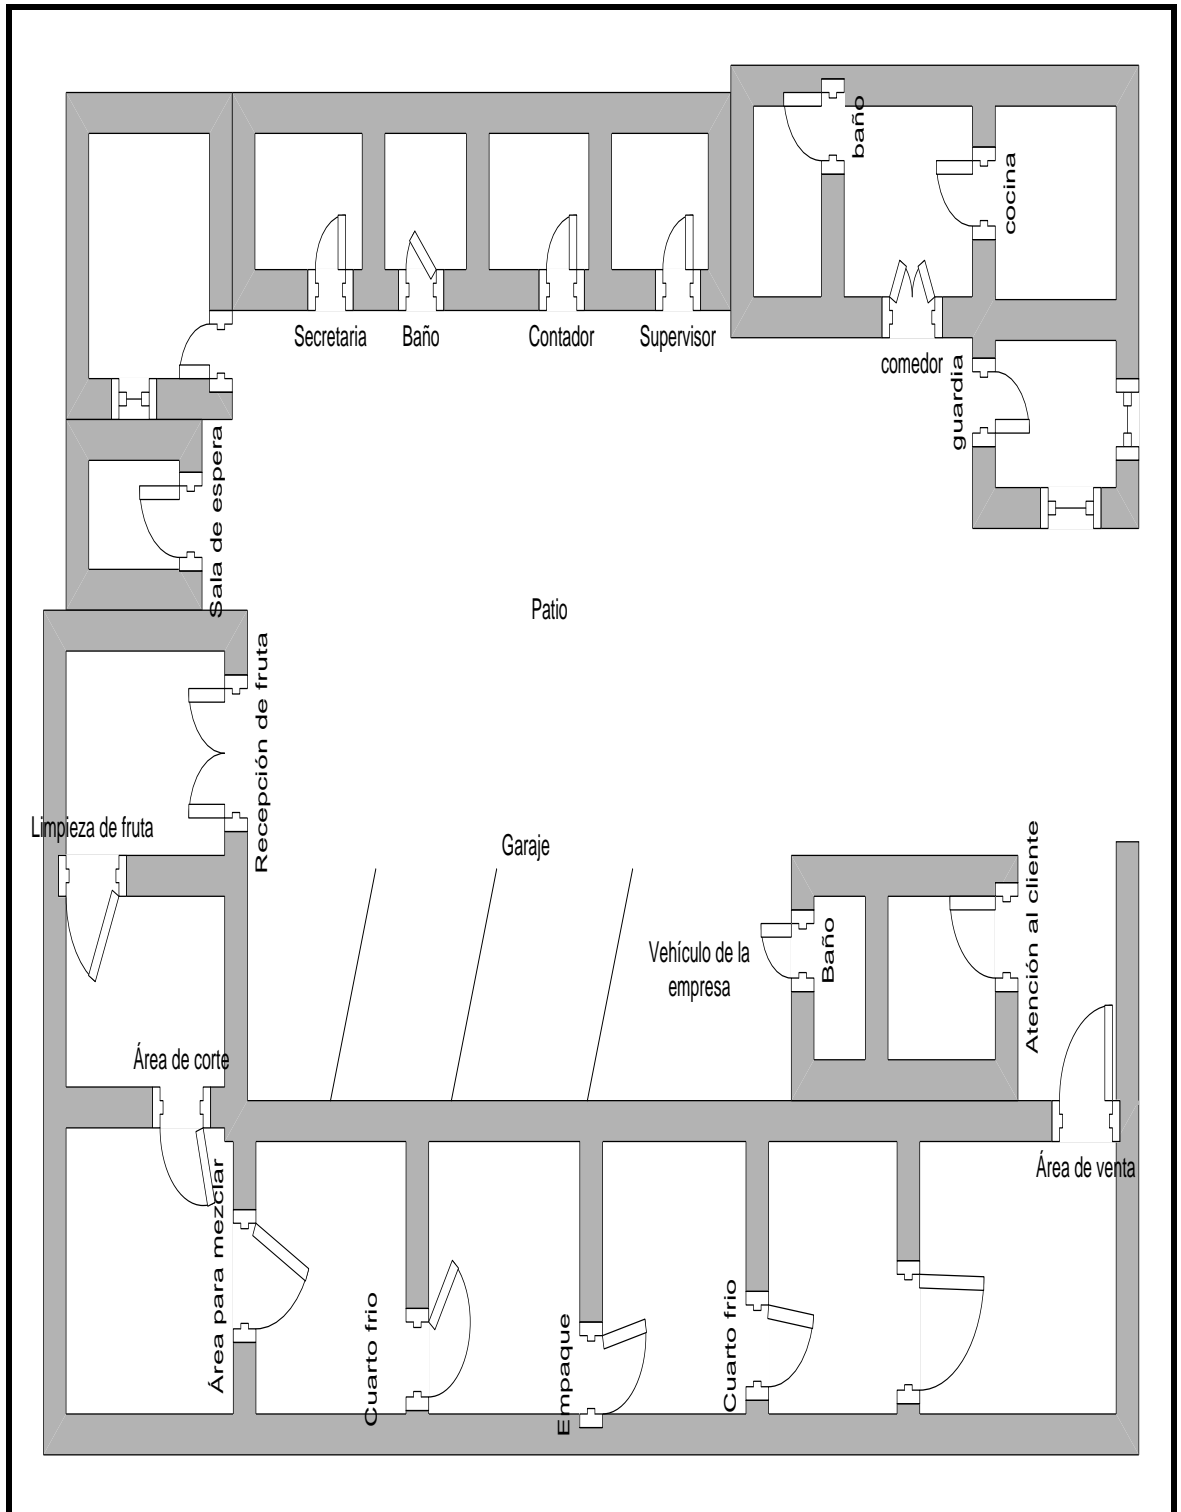 baño
cocina
Secretaria
Baño
Contador
Supervisor
comedor
guardia
Sala de espera
Patio
Recepción de fruta
Limpieza de fruta
Garaje
Vehículo de la
empresa
Baño
Atención al cliente
Área de corte
Área de venta
Área para mezclar
Cuarto frio
Empaque
Cuarto frio